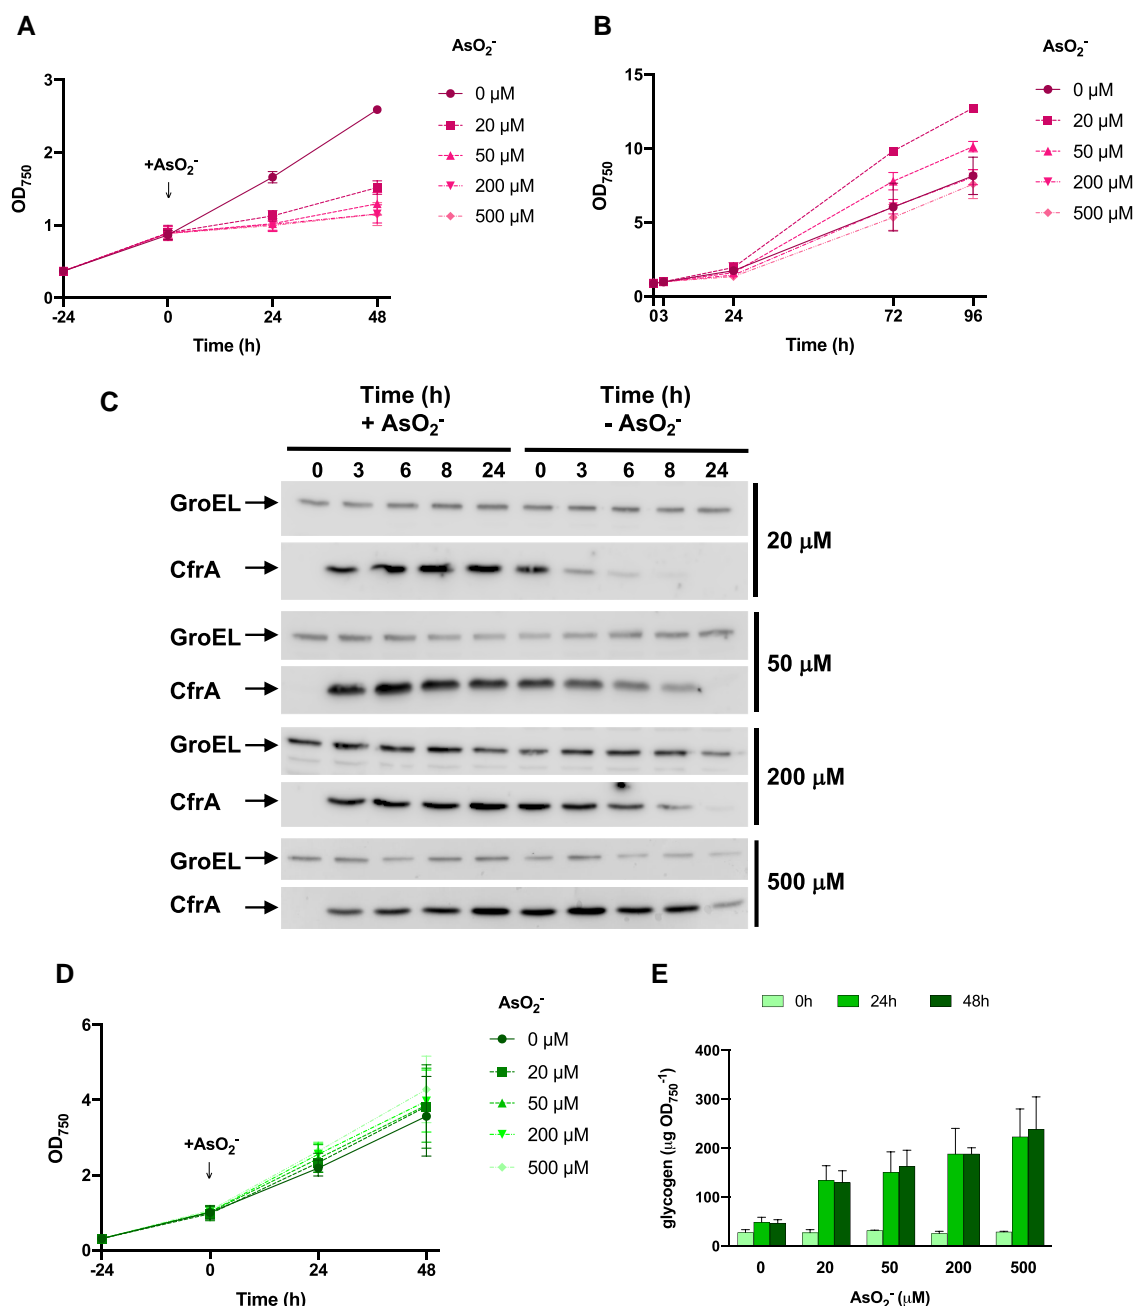 A
AsO₂⁻
0 µM
20 µM
50 µM
200 µM
500 µM
+AsO₂⁻
OD₇₅₀
3
2
1
0
-24 0 24 48
Time (h)
B
AsO₂⁻
0 µM
20 µM
50 µM
200 µM
500 µM
OD₇₅₀
15
10
5
0
0 3 24 72 96
Time (h)
C
Time (h) Time (h)
+ AsO₂⁻ - AsO₂⁻
0 3 6 8 24 0 3 6 8 24
GroEL
CfrA
20 µM
GroEL
CfrA
50 µM
GroEL
CfrA
200 µM
GroEL
CfrA
500 µM
D
AsO₂⁻
0 µM
20 µM
50 µM
200 µM
500 µM
+AsO₂⁻
OD₇₅₀
6
4
2
0
-24 0 24 48
Time (h)
E
0h 24h 48h
glycogen (µg OD₇₅₀⁻¹)
400
300
200
100
0
0 20 50 200 500
AsO₂⁻ (µM)